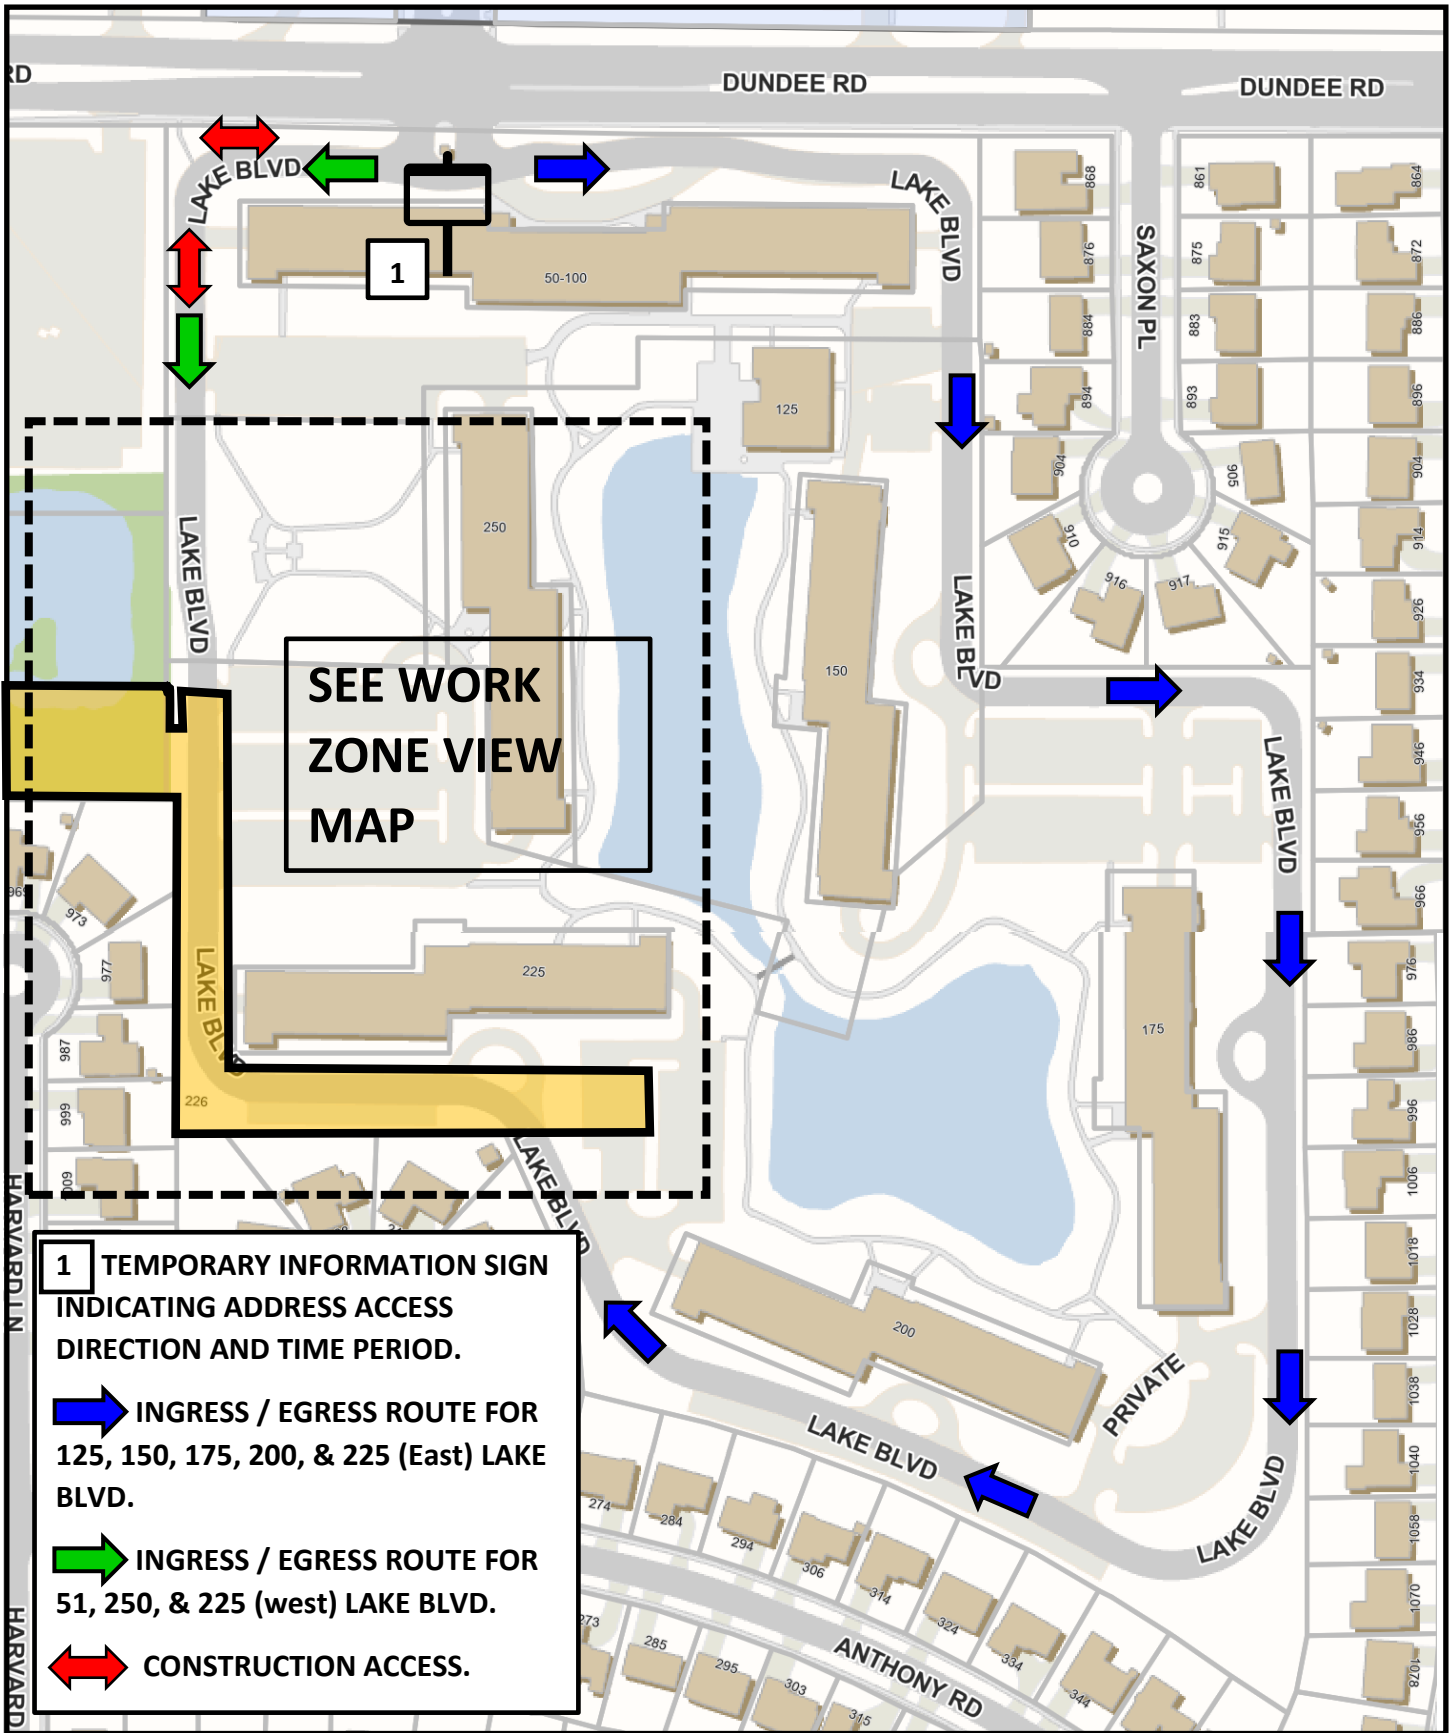 RD
DUNDEE RD
DUNDEE RD
LAKE BLVD
LAKE BLVD
1
50-100
SAXON PL
868
876
884
894
904
910
916
917
915
905
893
883
875
861
864
872
886
896
904
914
926
934
946
956
966
976
986
996
1006
1018
1028
1038
1040
1058
1070
1078
125
250
150
LAKE BLVD
LAKE BLVD
LAKE BLVD
SEE WORK
ZONE VIEW
MAP
969
973
977
987
999
1009
LAKE BLVD
225
226
175
LAKE BLVD
200
PRIVATE
LAKE BLVD
LAKE BLVD
HARVARD LN
HARVARD
1 TEMPORARY INFORMATION SIGN
INDICATING ADDRESS ACCESS
DIRECTION AND TIME PERIOD.
INGRESS / EGRESS ROUTE FOR
125, 150, 175, 200, & 225 (East) LAKE
BLVD.
INGRESS / EGRESS ROUTE FOR
51, 250, & 225 (west) LAKE BLVD.
CONSTRUCTION ACCESS.
274
284
294
306
314
324
334
344
273
285
295
303
315
ANTHONY RD